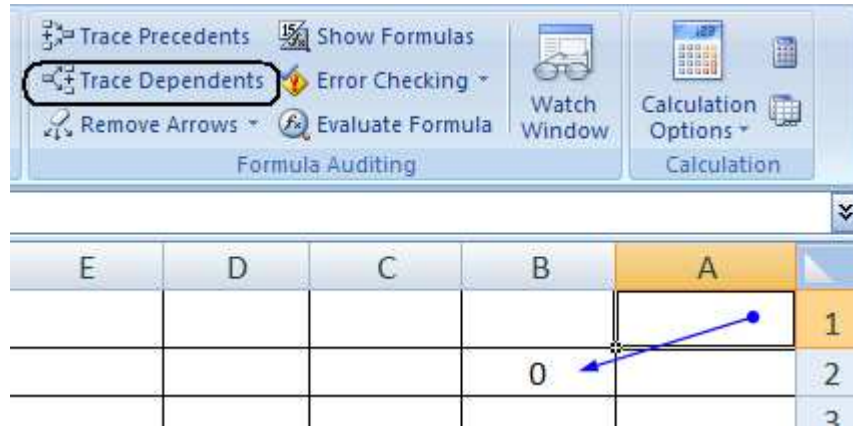 Trace Precedents Show Formulas
Trace Dependents Error Checking
Remove Arrows Evaluate Formula
Watch
Window
Calculation
Options
Formula Auditing Calculation
E D C B A
1
0 2
3